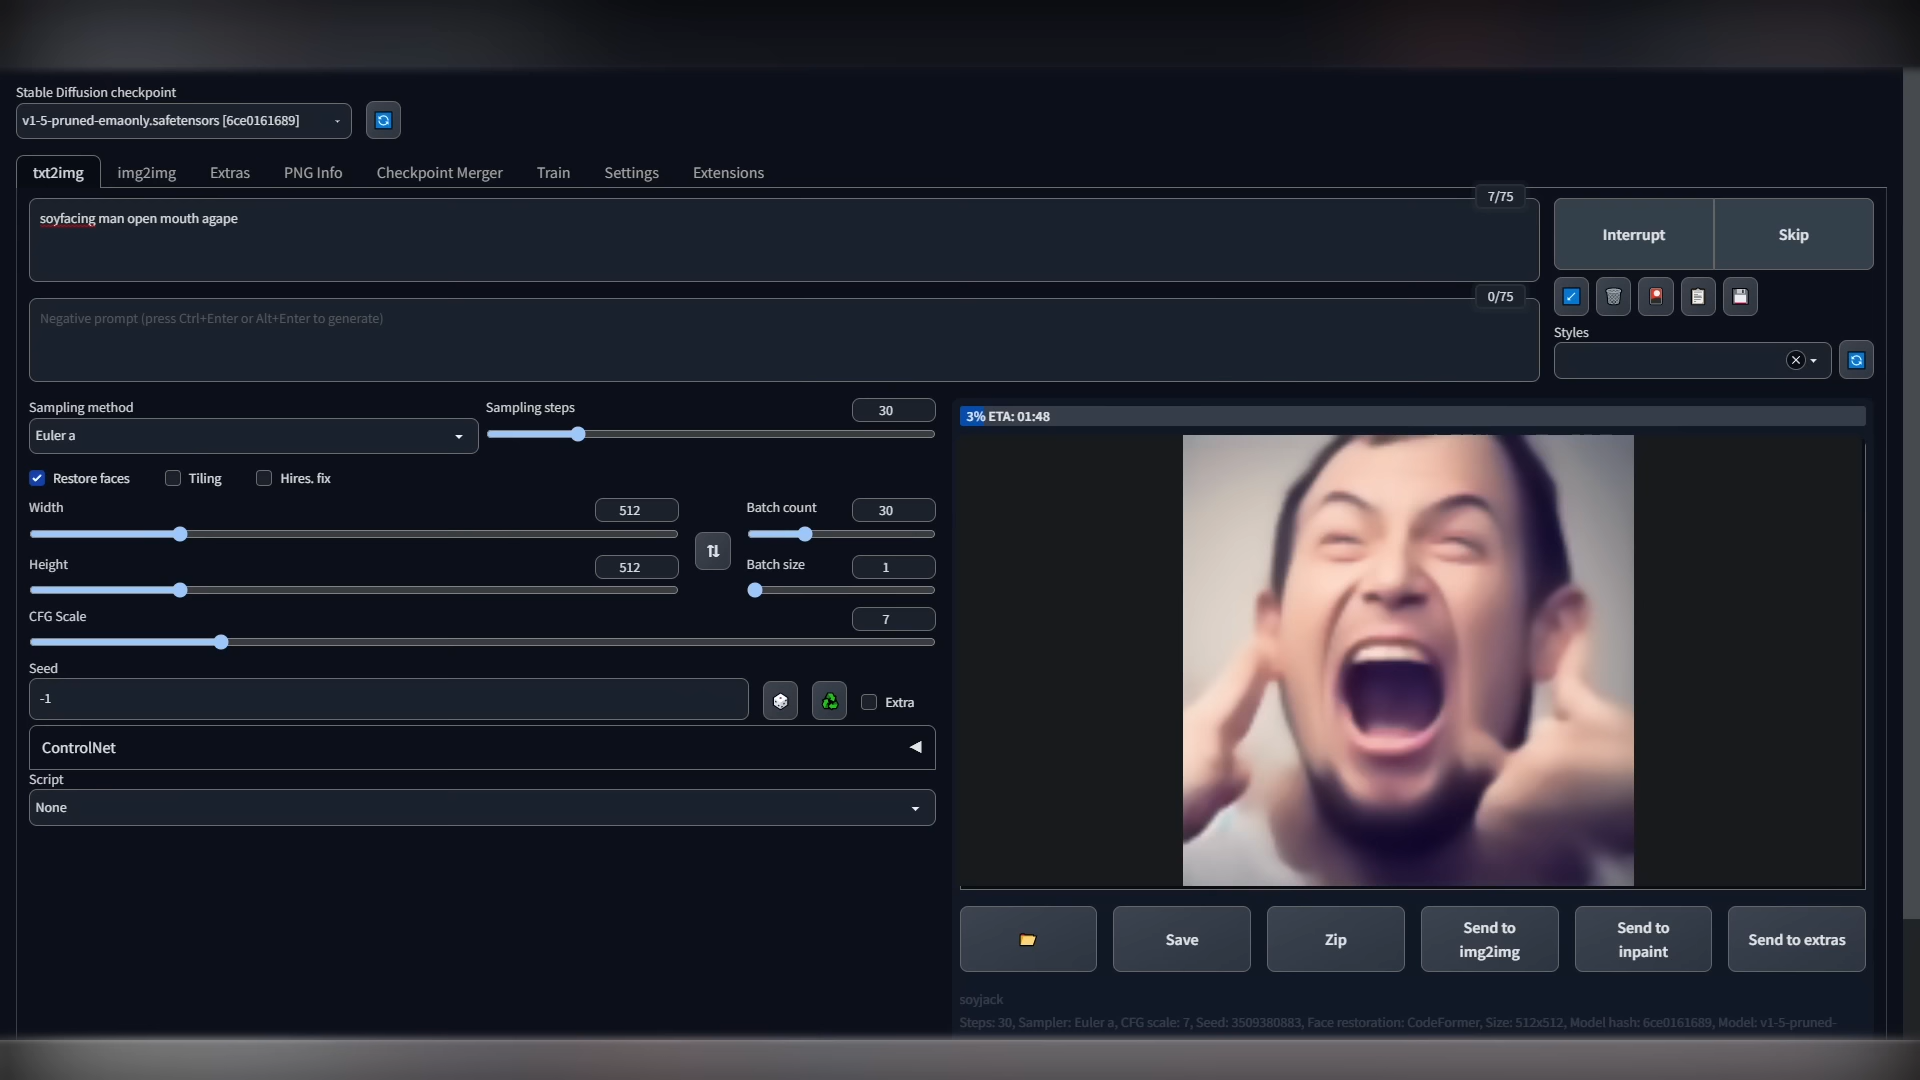 Stable Diffusion checkpoint
v1-5-pruned-emaonly.safetensors [6ce0161689]
txt2img
img2img
Extras
PNG Info
Checkpoint Merger
Train
Settings
Extensions
7/75
soyfacing man open mouth agape
Interrupt
Skip
0/75
Negative prompt (press Ctrl+Enter or Alt+Enter to generate)
Styles
Sampling method
Euler a
Sampling steps
30
3% ETA: 01:48
Restore faces
Tiling
Hires. fix
Width
512
Batch count
30
Height
512
Batch size
1
CFG Scale
7
Seed
-1
Extra
ControlNet
Script
None
Save
Zip
Send to
img2img
Send to
inpaint
Send to extras
soyjack
Steps: 30, Sampler: Euler a, CFG scale: 7, Seed: 3509380883, Face restoration: CodeFormer, Size: 512x512, Model hash: 6ce0161689, Model: v1-5-pruned-